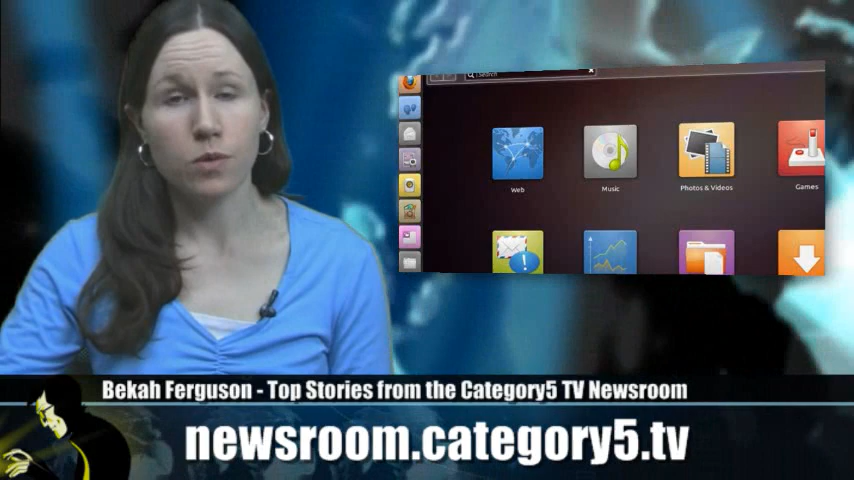 Search
Web
Music
Photos & Videos
Games
Bekah Ferguson - Top Stories from the Category5 TV Newsroom
newsroom.category5.tv